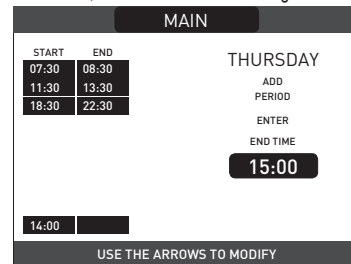 MAIN
START END
07:30 08:30
11:30 13:30
18:30 22:30
14:00
THURSDAY
ADD
PERIOD
ENTER
END TIME
15:00
USE THE ARROWS TO MODIFY